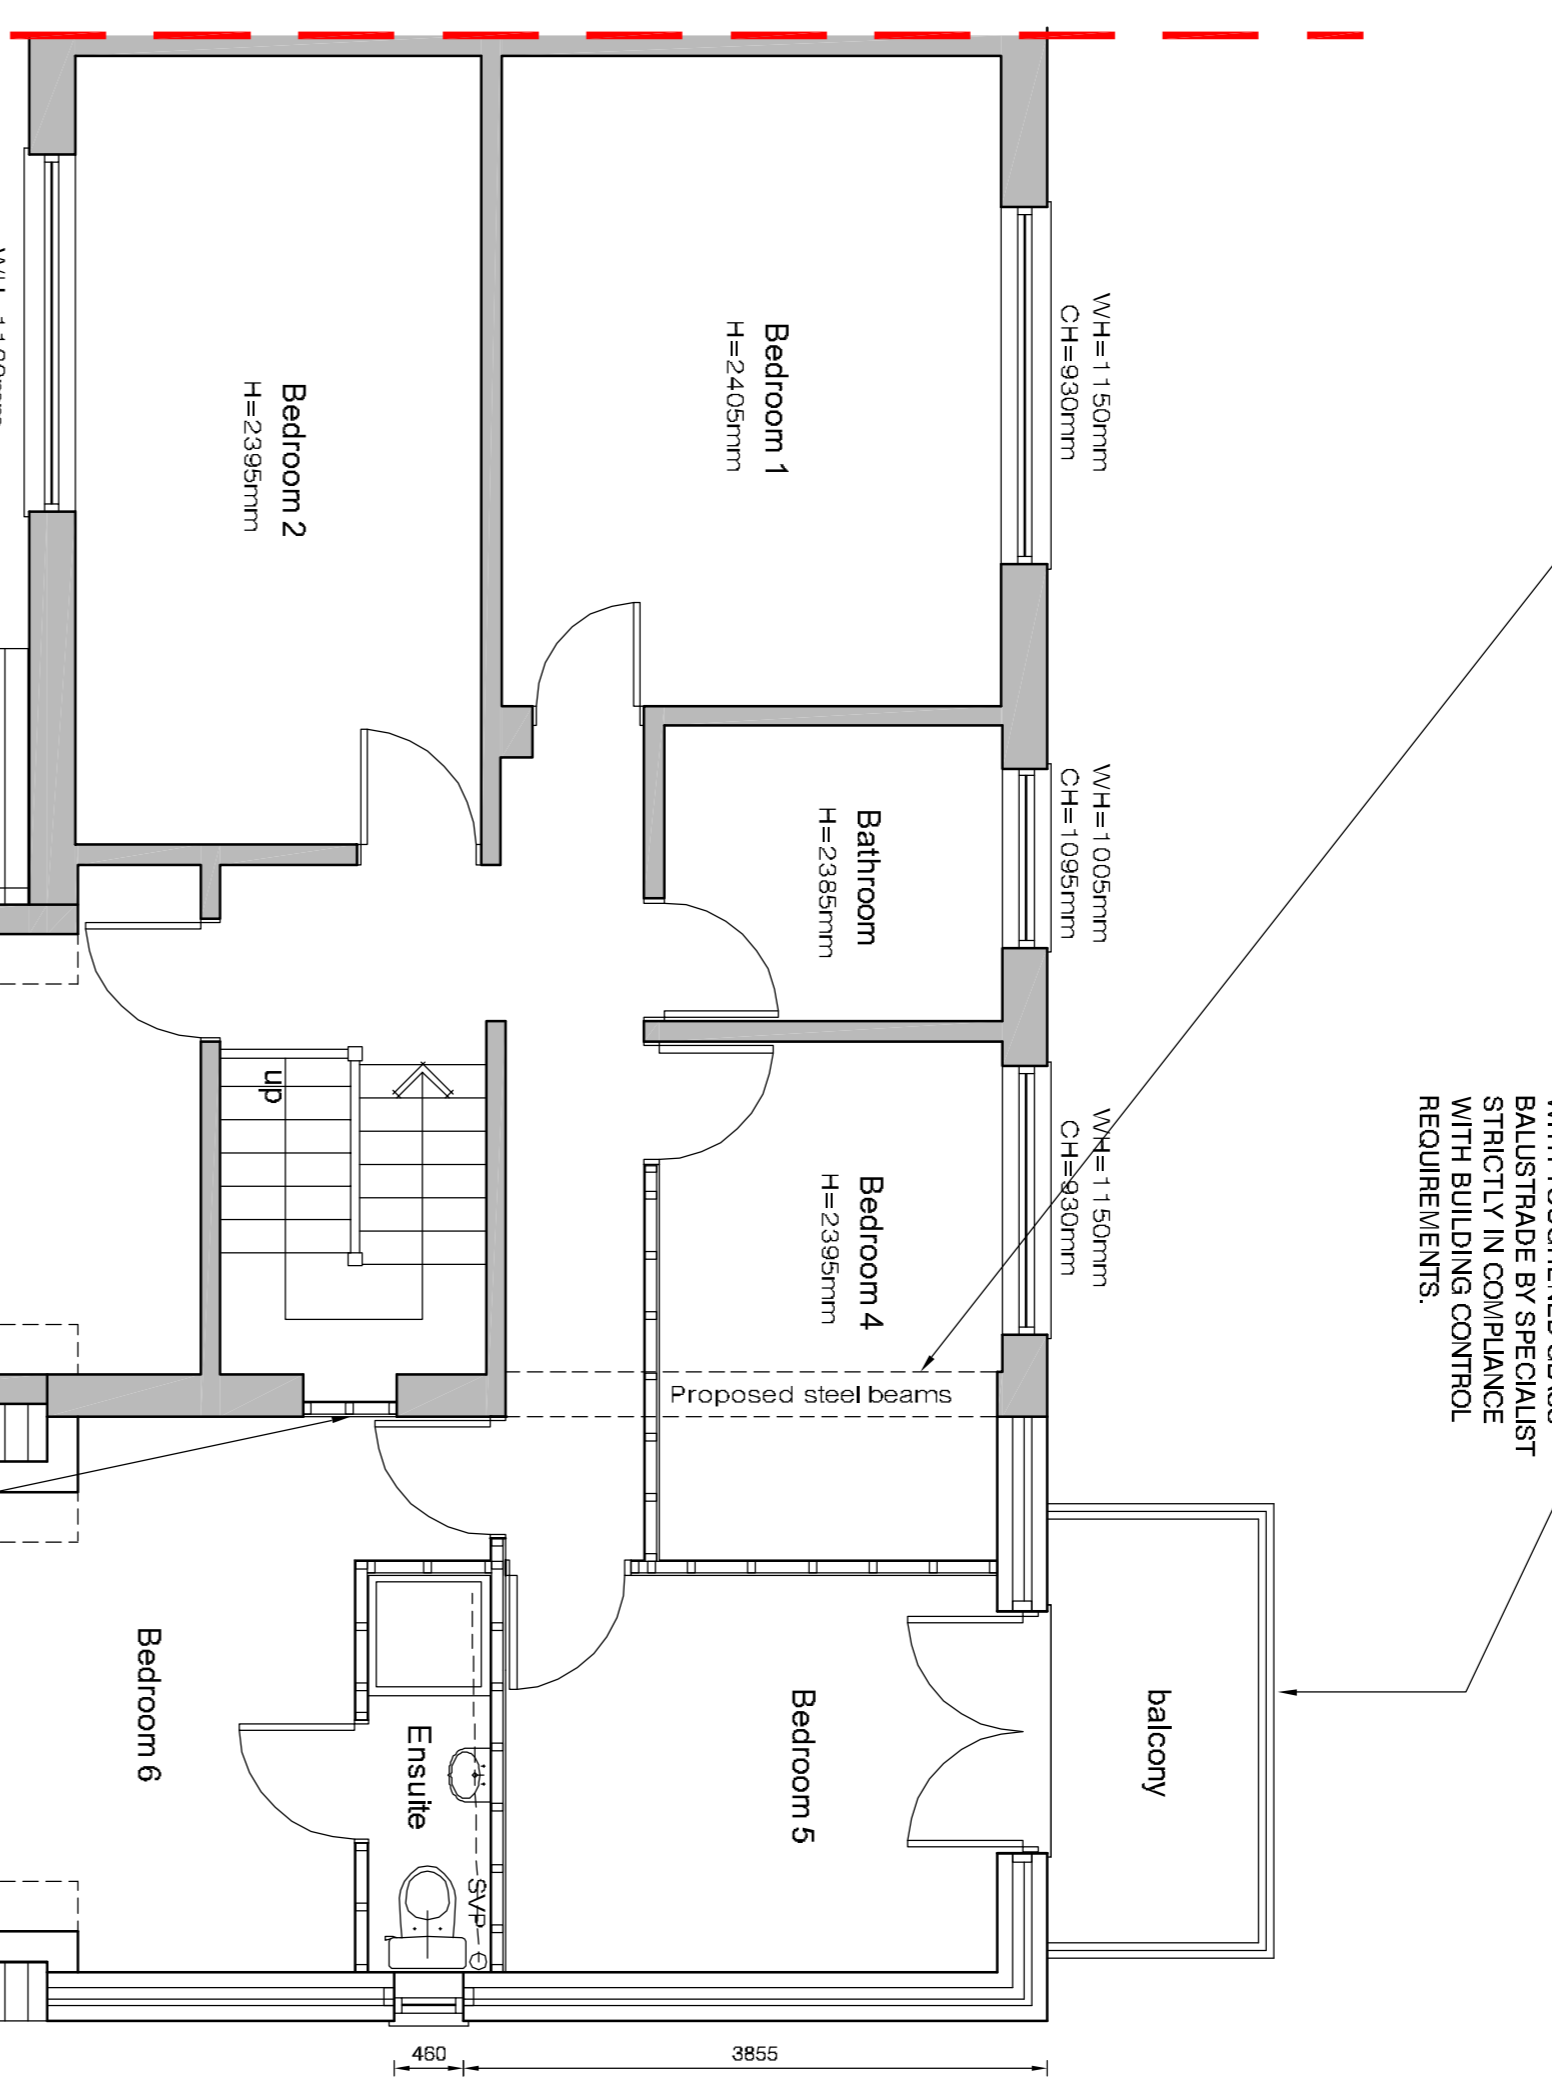 BALUSTRADE BY SPECIALIST
STRICTLY IN COMPLIANCE
WITH BUILDING CONTROL
REQUIREMENTS.
WH=1150mm
CH=930mm
WH=1005mm
CH=1095mm
WH=1150mm
CH=930mm
balcony
Bedroom 1
H=2405mm
Bathroom
H=2385mm
Bedroom 4
H=2395mm
Bedroom 5
Proposed steel beams
Bedroom 2
H=2395mm
up
Ensuite
SVP
Bedroom 6
460
3855